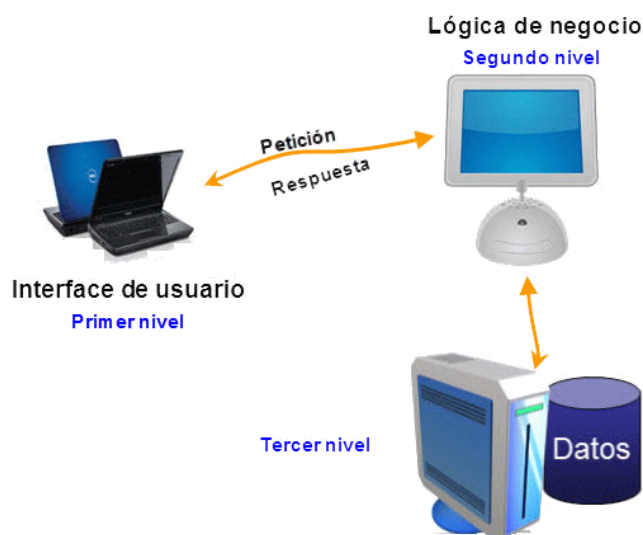 Lógica de negocio
Segundo nivel
Petición
Respuesta
Interface de usuario
Primer nivel
Tercer nivel
Datos